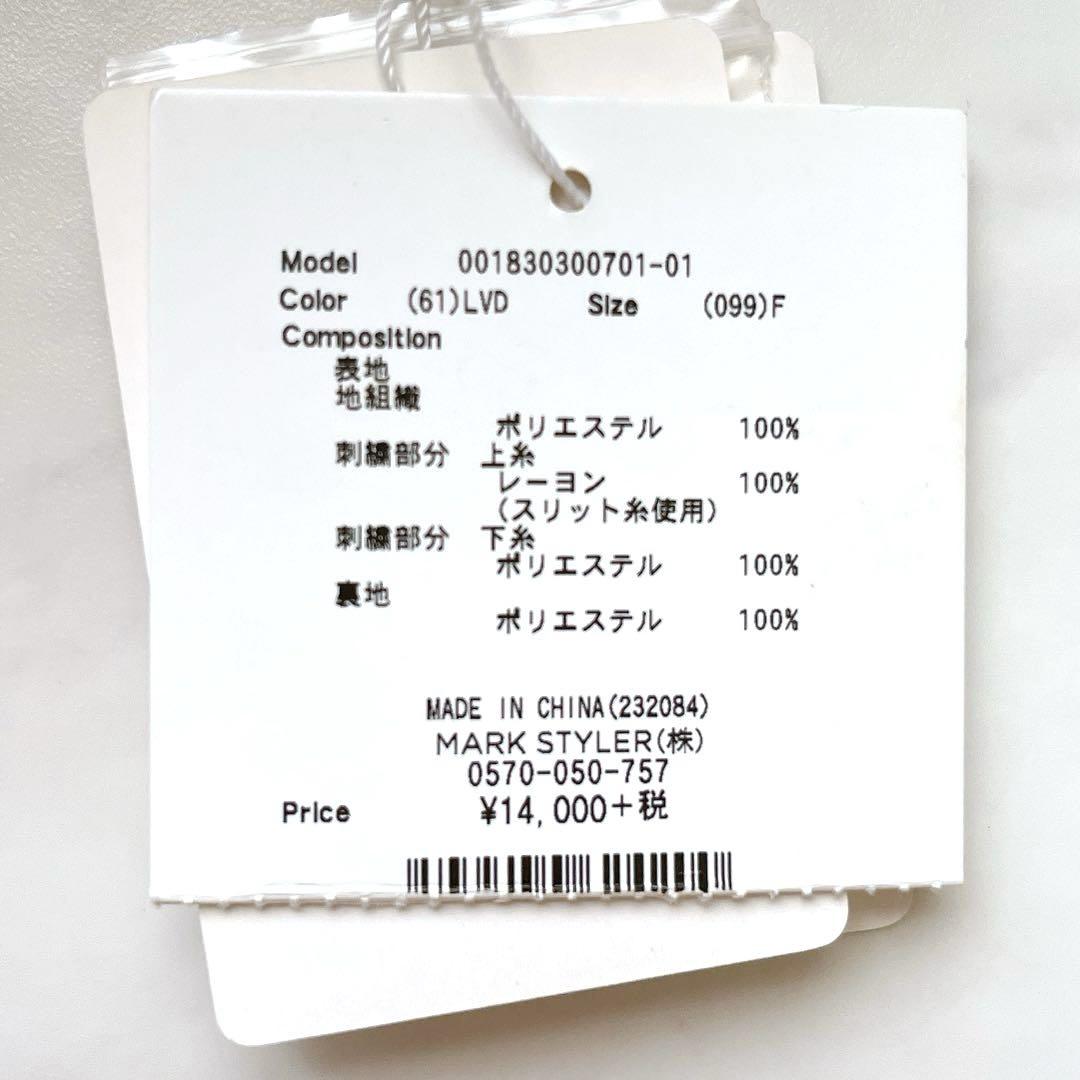 Model 001830300701-01
Color (61)LVD Size (099)F
Composition
表地
地組織
ポリエステル 100%
刺繍部分 上糸
レーヨン 100%
(スリット糸使用)
刺繍部分 下糸
ポリエステル 100%
裏地
ポリエステル 100%
MADE IN CHINA(232084)
MARK STYLER(株)
0570-050-757
Price ¥14,000+税